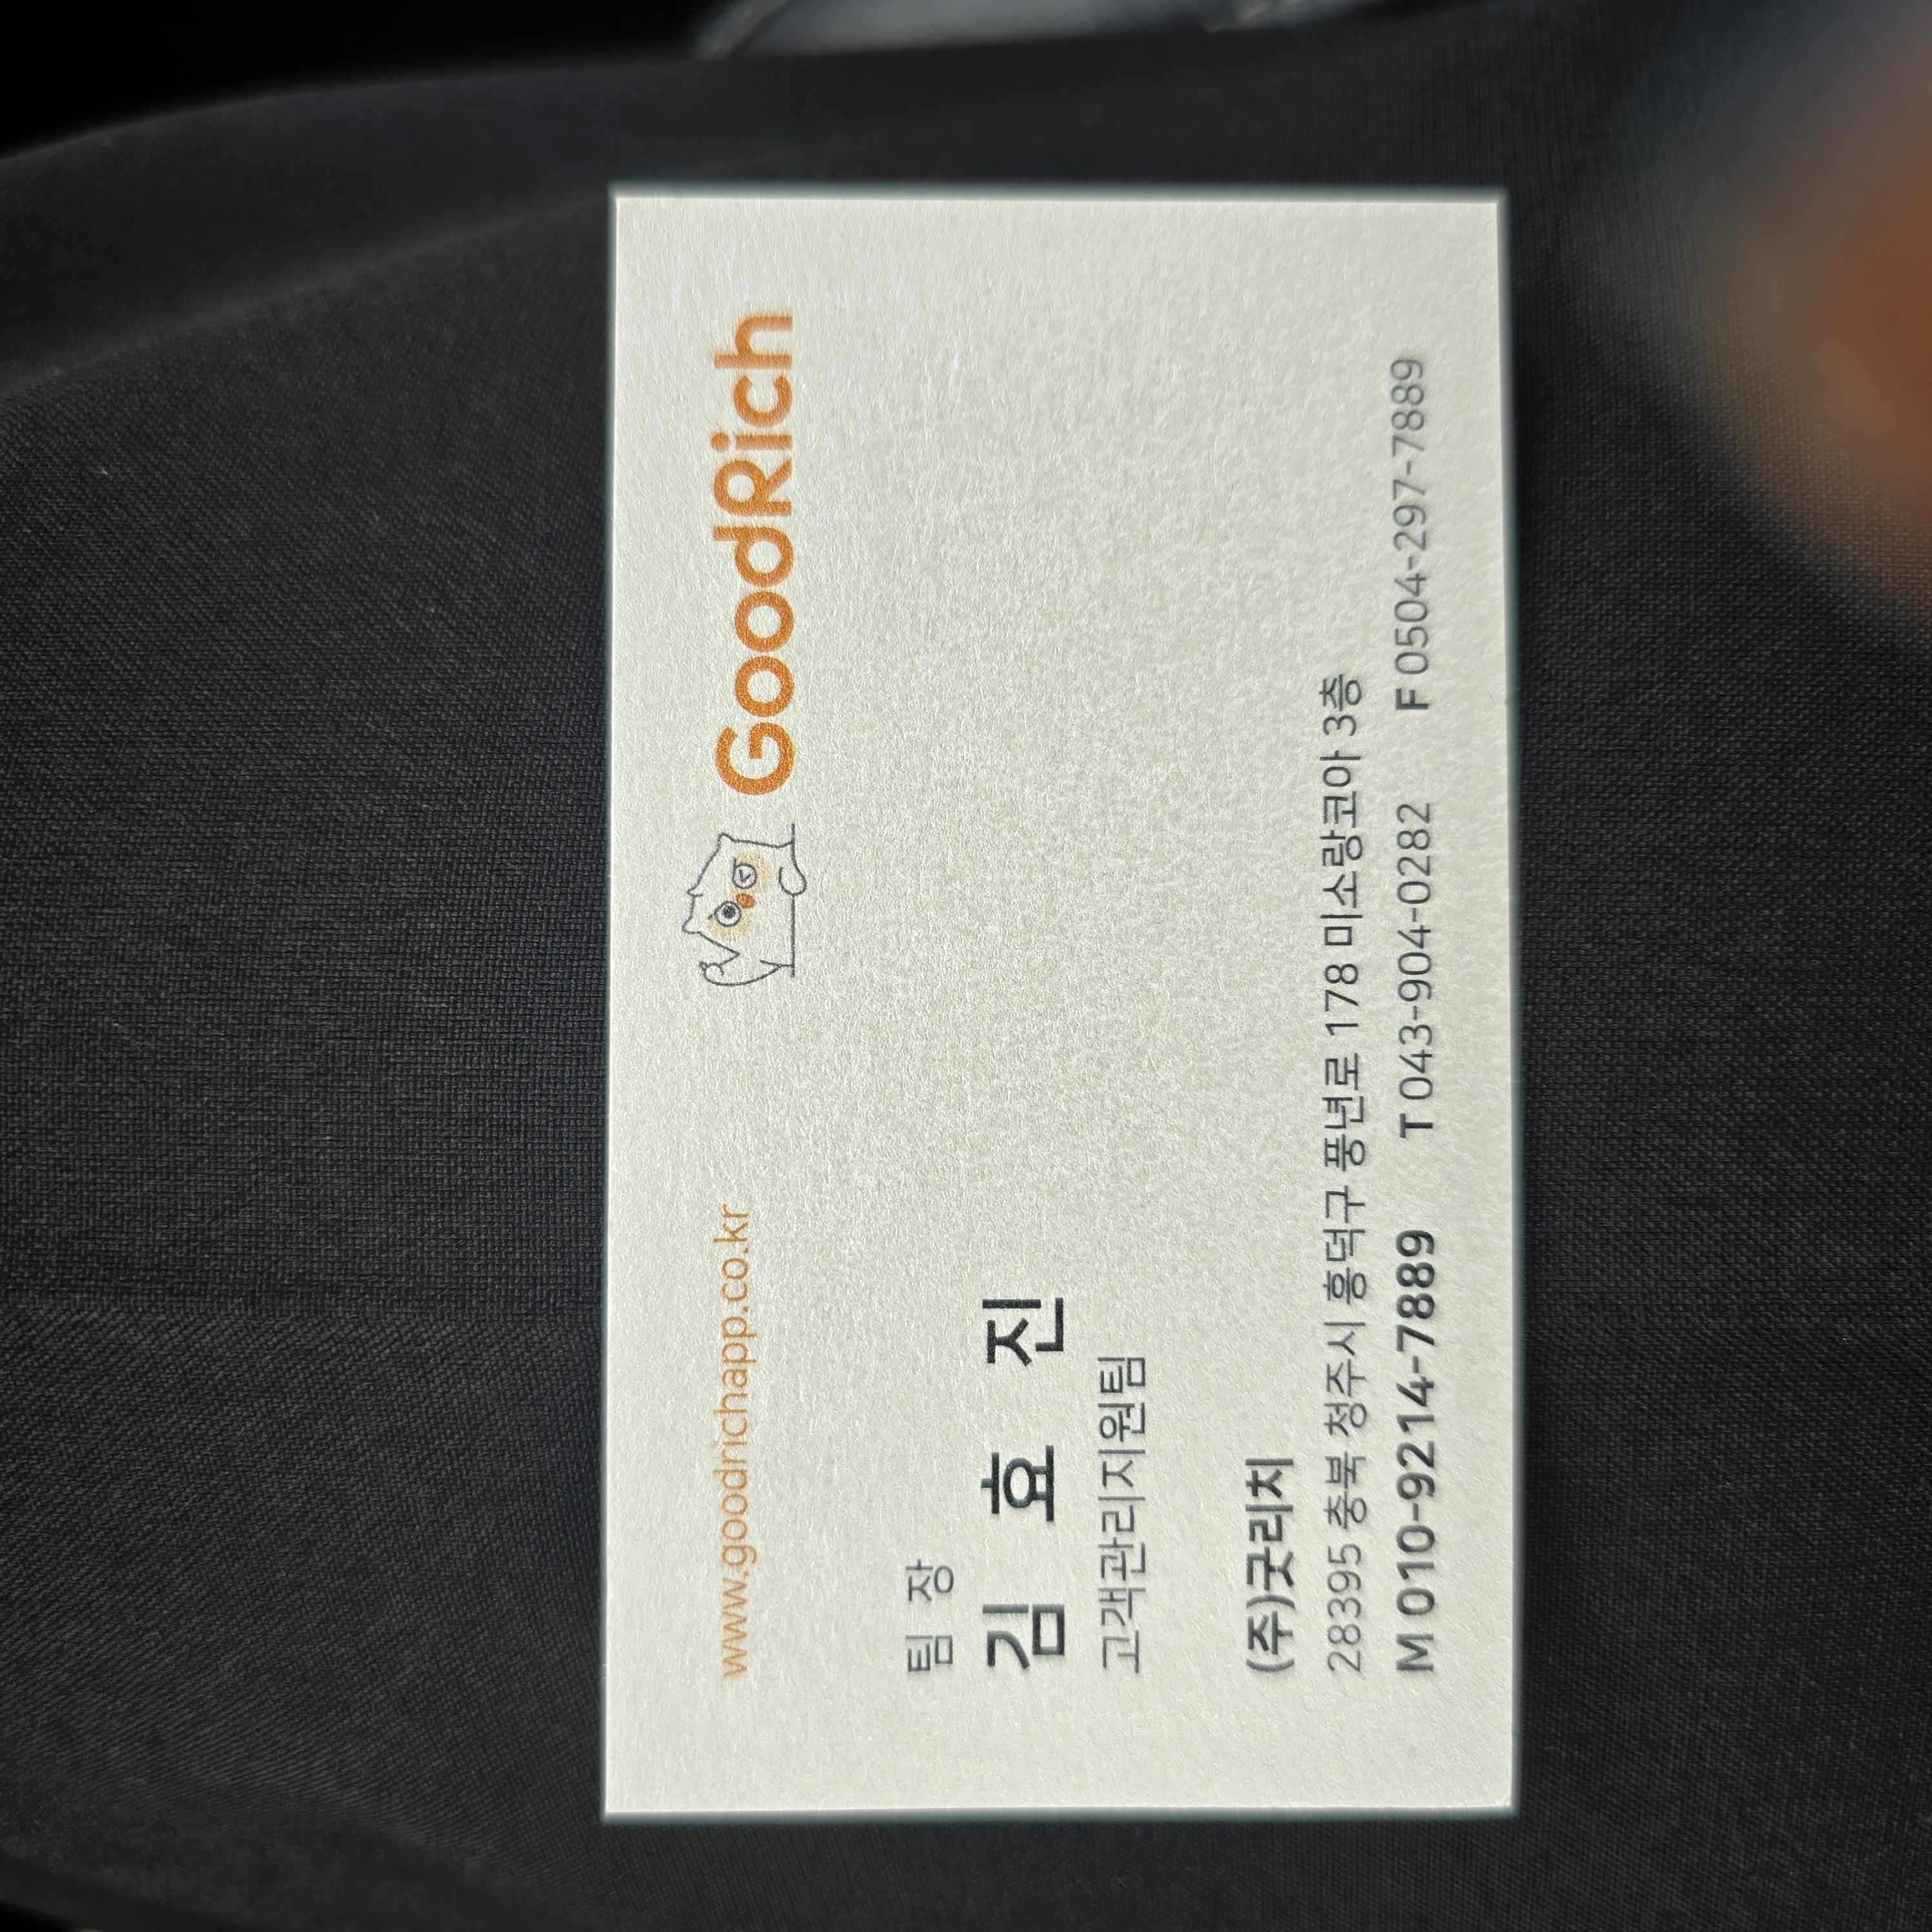 www.goodrichapp.co.kr
GoodRich
팀 장
김 효 진
고객관리지원팀
(주)굿리치
28395 충북 청주시 흥덕구 풍년로 178 미소랑코아 3층
M 010-9214-7889 T 043-904-0282 F 0504-297-7889